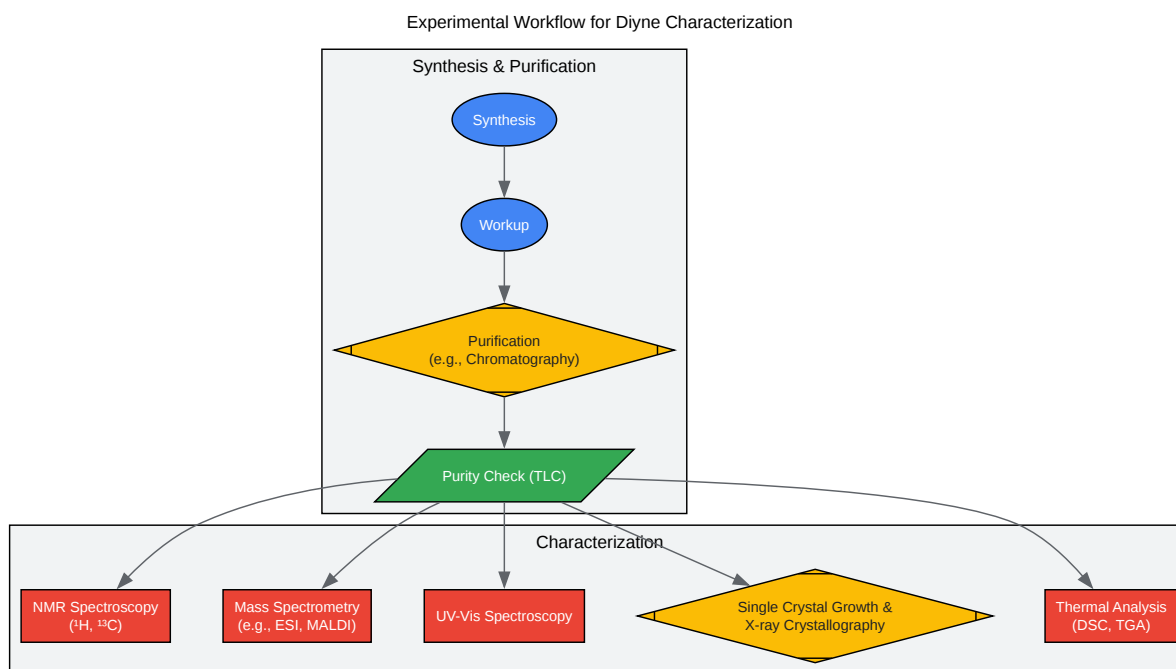 Experimental Workflow for Diyne Characterization
Synthesis & Purification
Synthesis
Workup
Purification
(e.g., Chromatography)
Purity Check (TLC)
Characterization
NMR Spectroscopy
(¹H, ¹³C)
Mass Spectrometry
(e.g., ESI, MALDI)
UV-Vis Spectroscopy
Single Crystal Growth &
X-ray Crystallography
Thermal Analysis
(DSC, TGA)